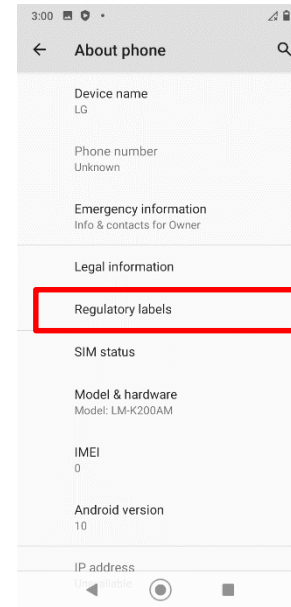 3:00
About phone
Device name
LG
Phone number
Unknown
Emergency information
Info & contacts for Owner
Legal information
Regulatory labels
SIM status
Model & hardware
Model: LM-K200AM
IMEI
0
Android version
10
IP address
Unavailable